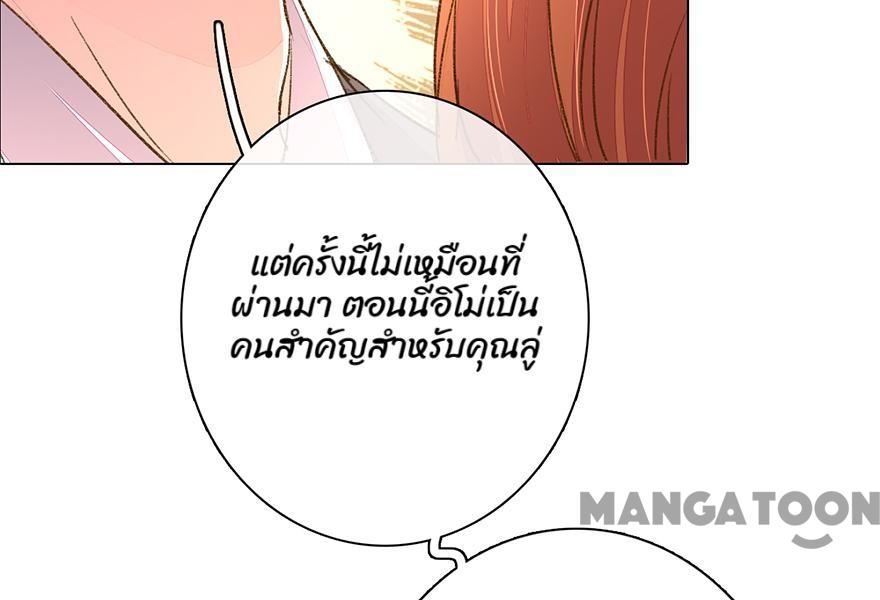 แต่ครั้งนี้ไม่เหมือนที่
ผ่านมา ตอนนี้อิโม่เป็น
คนสำคัญสำหรับคุณลู่
MANGATOON